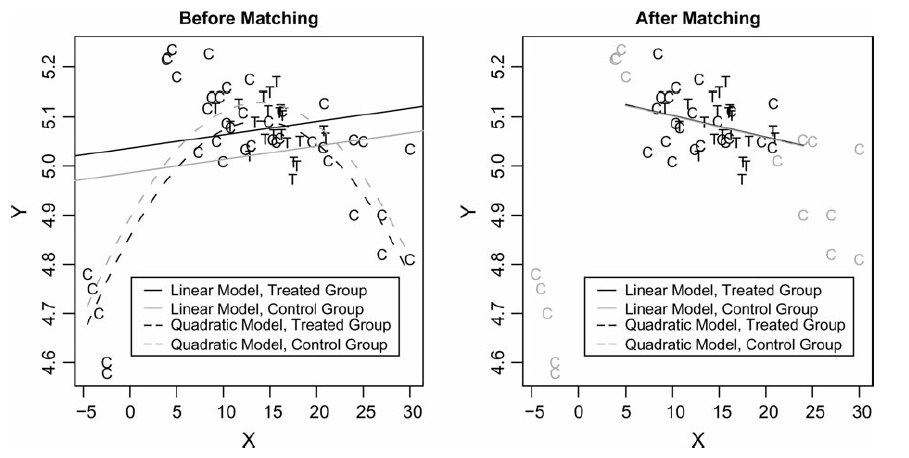 Before Matching
5.2
5.1
5.0
4.9
4.8
4.7
4.6
Y
Linear Model, Treated Group
Linear Model, Control Group
Quadratic Model, Treated Group
Quadratic Model, Control Group
−5 0 5 10 15 20 25 30
X
After Matching
5.2
5.1
5.0
4.9
4.8
4.7
4.6
Y
Linear Model, Treated Group
Linear Model, Control Group
Quadratic Model, Treated Group
Quadratic Model, Control Group
−5 0 5 10 15 20 25 30
X